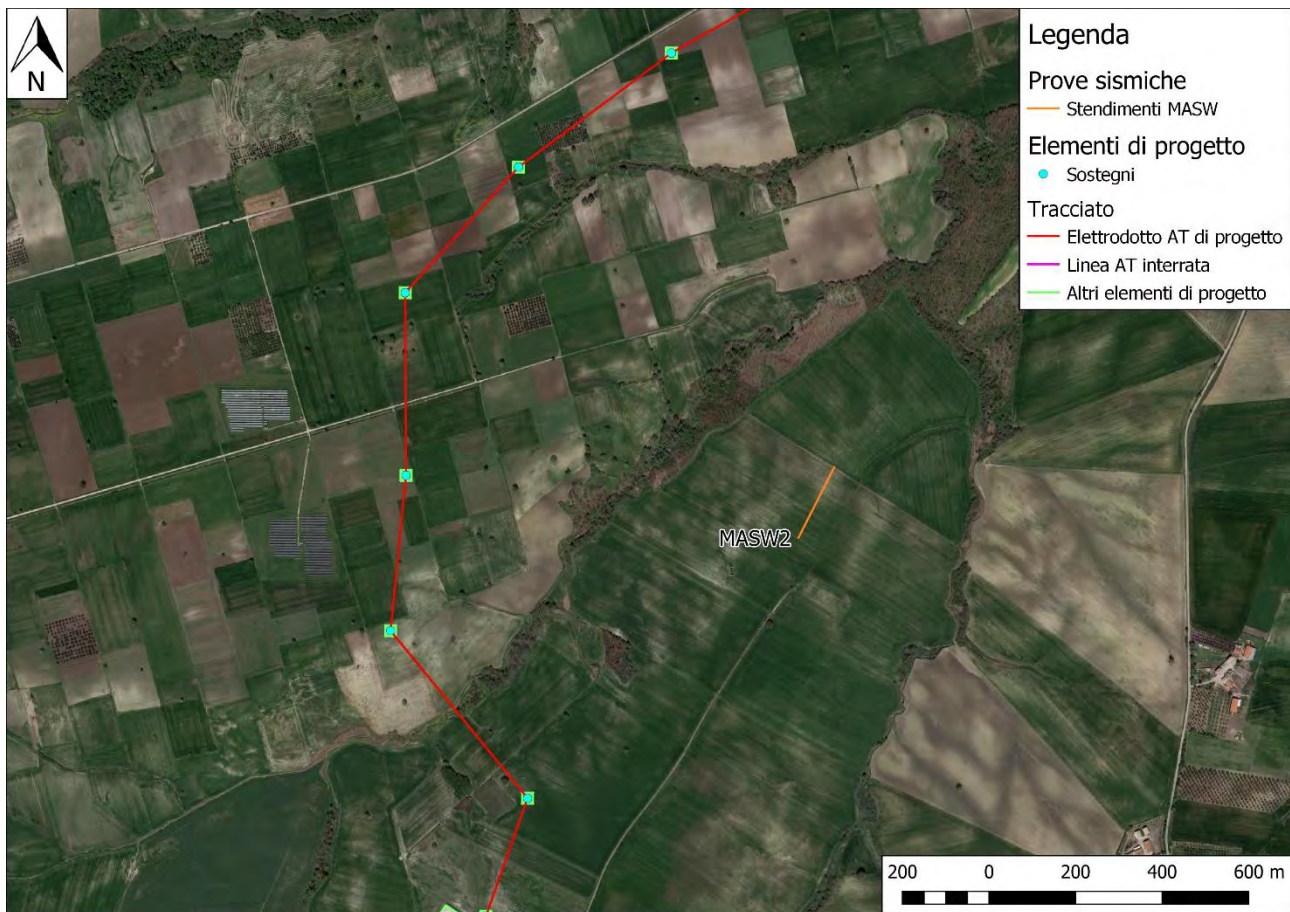 N
Legenda
Prove sismiche
Stendimenti MASW
Elementi di progetto
Sostegni
Tracciato
Elettrodotto AT di progetto
Linea AT interrata
Altri elementi di progetto
MASW2
200 0 200 400 600 m